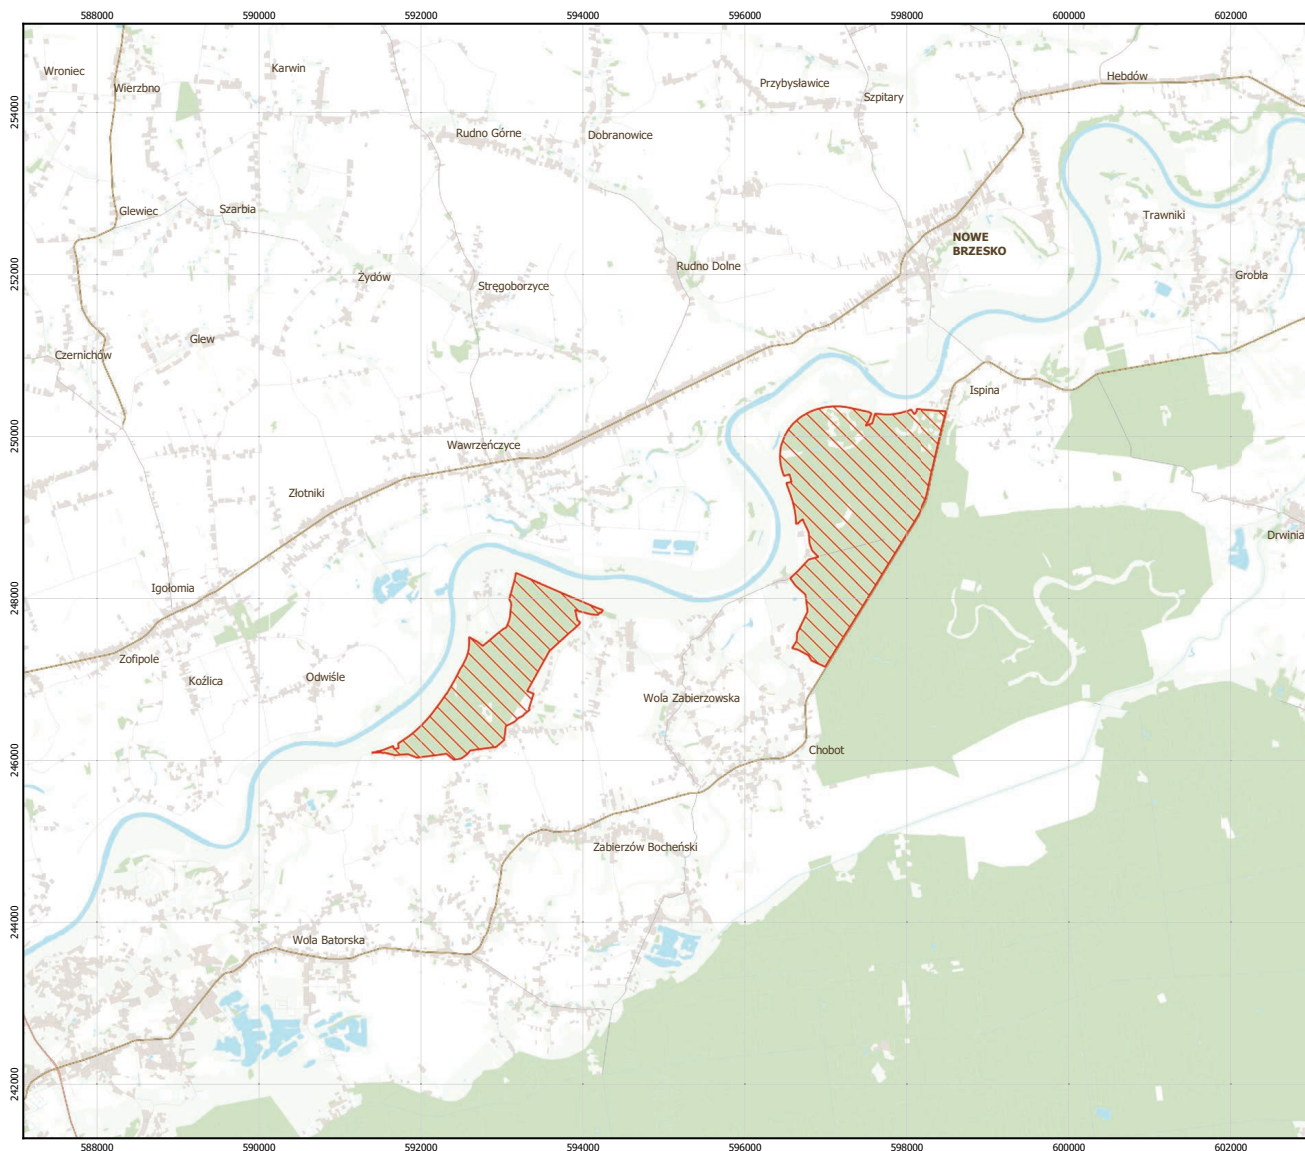 588000 590000 592000 594000 596000 598000 600000 602000
Wroniec
Karwin
Wierzbno
Przybysławice
Hebdów
Szpitary
254000
Rudno Górne
Dobranowice
Glewiec
Szarbia
Trawniki
NOWE
BRZESKO
252000
Żydów
Rudno Dolne
Grobla
Stręgoborzyce
Glew
Czernichów
Ispina
250000
Wawrzeńczyce
Złotniki
Drwinia
Igołomia
248000
Zofipole
Koźlica
Odwiśle
Wola Zabierzowska
Chobot
246000
Zabierzów Bocheński
Wola Batorska
244000
242000
588000 590000 592000 594000 596000 598000 600000 602000